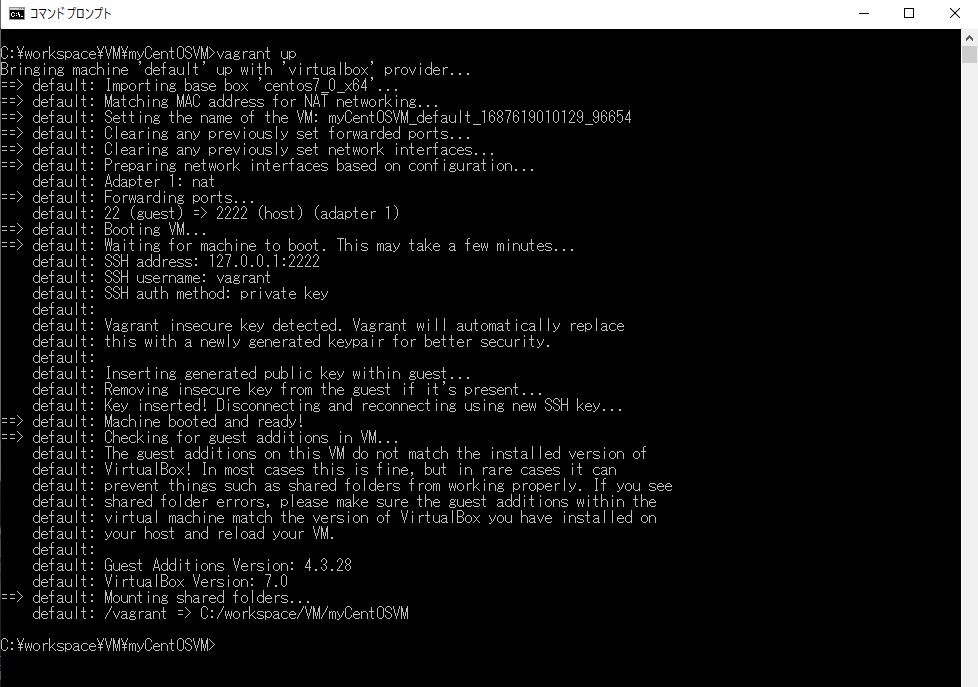 コマンド プロンプト
C:¥workspace¥VM¥myCentOSVM>vagrant up
Bringing machine 'default' up with 'virtualbox' provider...
==> default: Importing base box 'centos7_0_x64'...
==> default: Matching MAC address for NAT networking...
==> default: Setting the name of the VM: myCentOSVM_default_1687619010129_96654
==> default: Clearing any previously set forwarded ports...
==> default: Clearing any previously set network interfaces...
==> default: Preparing network interfaces based on configuration...
    default: Adapter 1: nat
==> default: Forwarding ports...
    default: 22 (guest) => 2222 (host) (adapter 1)
==> default: Booting VM...
==> default: Waiting for machine to boot. This may take a few minutes...
    default: SSH address: 127.0.0.1:2222
    default: SSH username: vagrant
    default: SSH auth method: private key
    default:
    default: Vagrant insecure key detected. Vagrant will automatically replace
    default: this with a newly generated keypair for better security.
    default:
    default: Inserting generated public key within guest...
    default: Removing insecure key from the guest if it's present...
    default: Key inserted! Disconnecting and reconnecting using new SSH key...
==> default: Machine booted and ready!
==> default: Checking for guest additions in VM...
    default: The guest additions on this VM do not match the installed version of
    default: VirtualBox! In most cases this is fine, but in rare cases it can
    default: prevent things such as shared folders from working properly. If you see
    default: shared folder errors, please make sure the guest additions within the
    default: virtual machine match the version of VirtualBox you have installed on
    default: your host and reload your VM.
    default:
    default: Guest Additions Version: 4.3.28
    default: VirtualBox Version: 7.0
==> default: Mounting shared folders...
    default: /vagrant => C:/workspace/VM/myCentOSVM
C:¥workspace¥VM¥myCentOSVM>